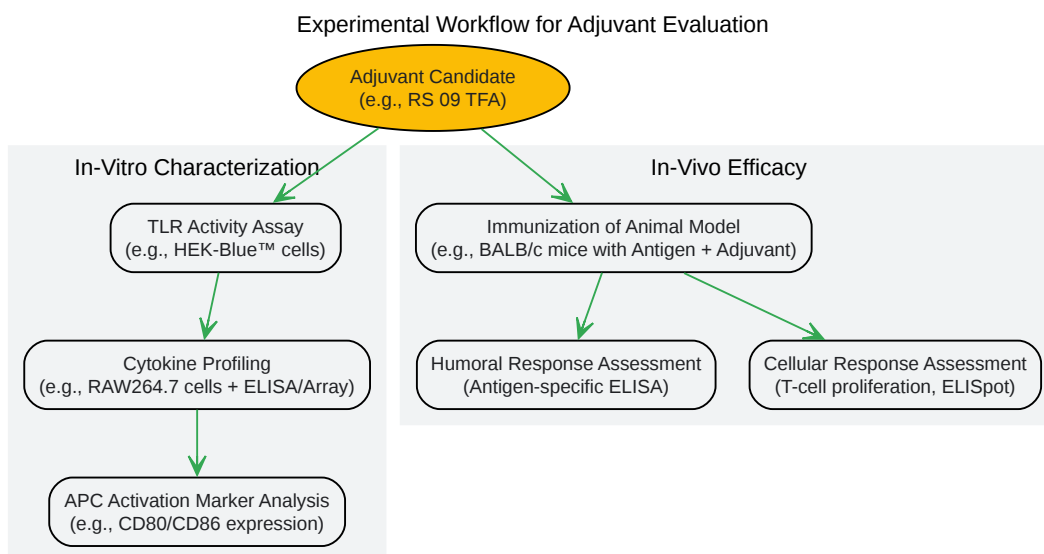 Experimental Workflow for Adjuvant Evaluation
Adjuvant Candidate
(e.g., RS 09 TFA)
In-Vitro Characterization
TLR Activity Assay
(e.g., HEK-Blue™ cells)
Cytokine Profiling
(e.g., RAW264.7 cells + ELISA/Array)
APC Activation Marker Analysis
(e.g., CD80/CD86 expression)
In-Vivo Efficacy
Immunization of Animal Model
(e.g., BALB/c mice with Antigen + Adjuvant)
Humoral Response Assessment
(Antigen-specific ELISA)
Cellular Response Assessment
(T-cell proliferation, ELISpot)